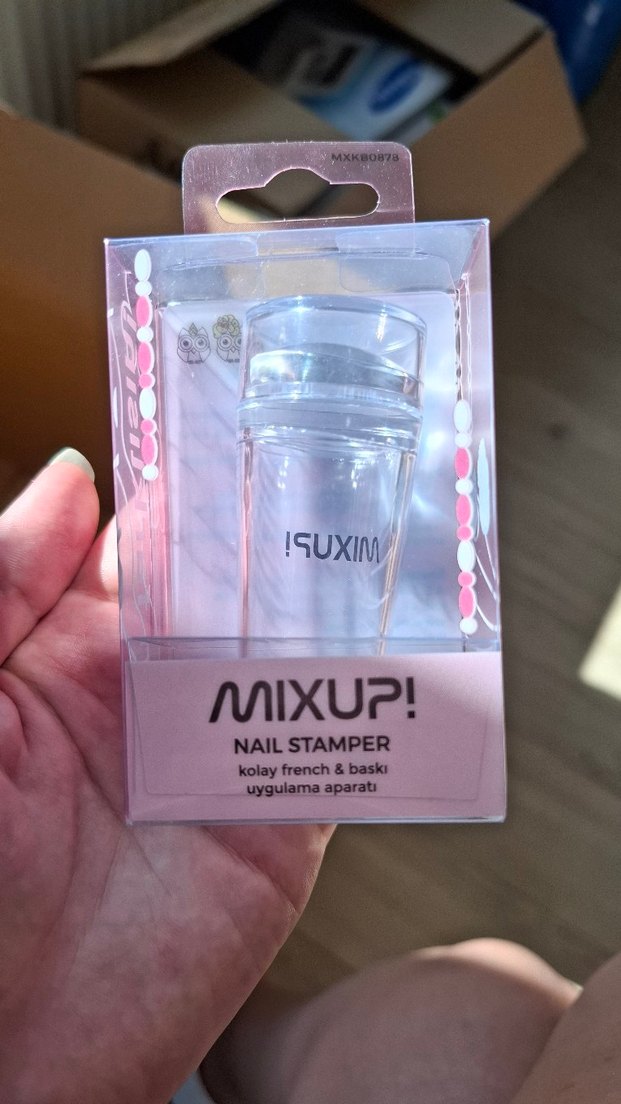 MXKB0878
MIXUP!
MIXUP!
NAIL STAMPER
kolay french & baskı
uygulama aparatı